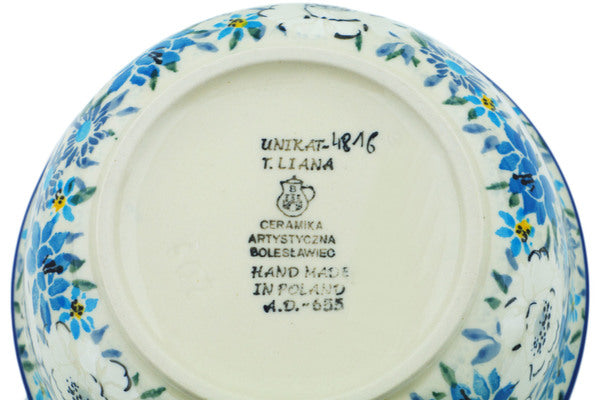 UNIKAT-4816
T. LIANA
B
CERAMIKA
ARTYSTYCZNA
BOLESŁAWIEC
HAND MADE
IN POLAND
A.D.-655